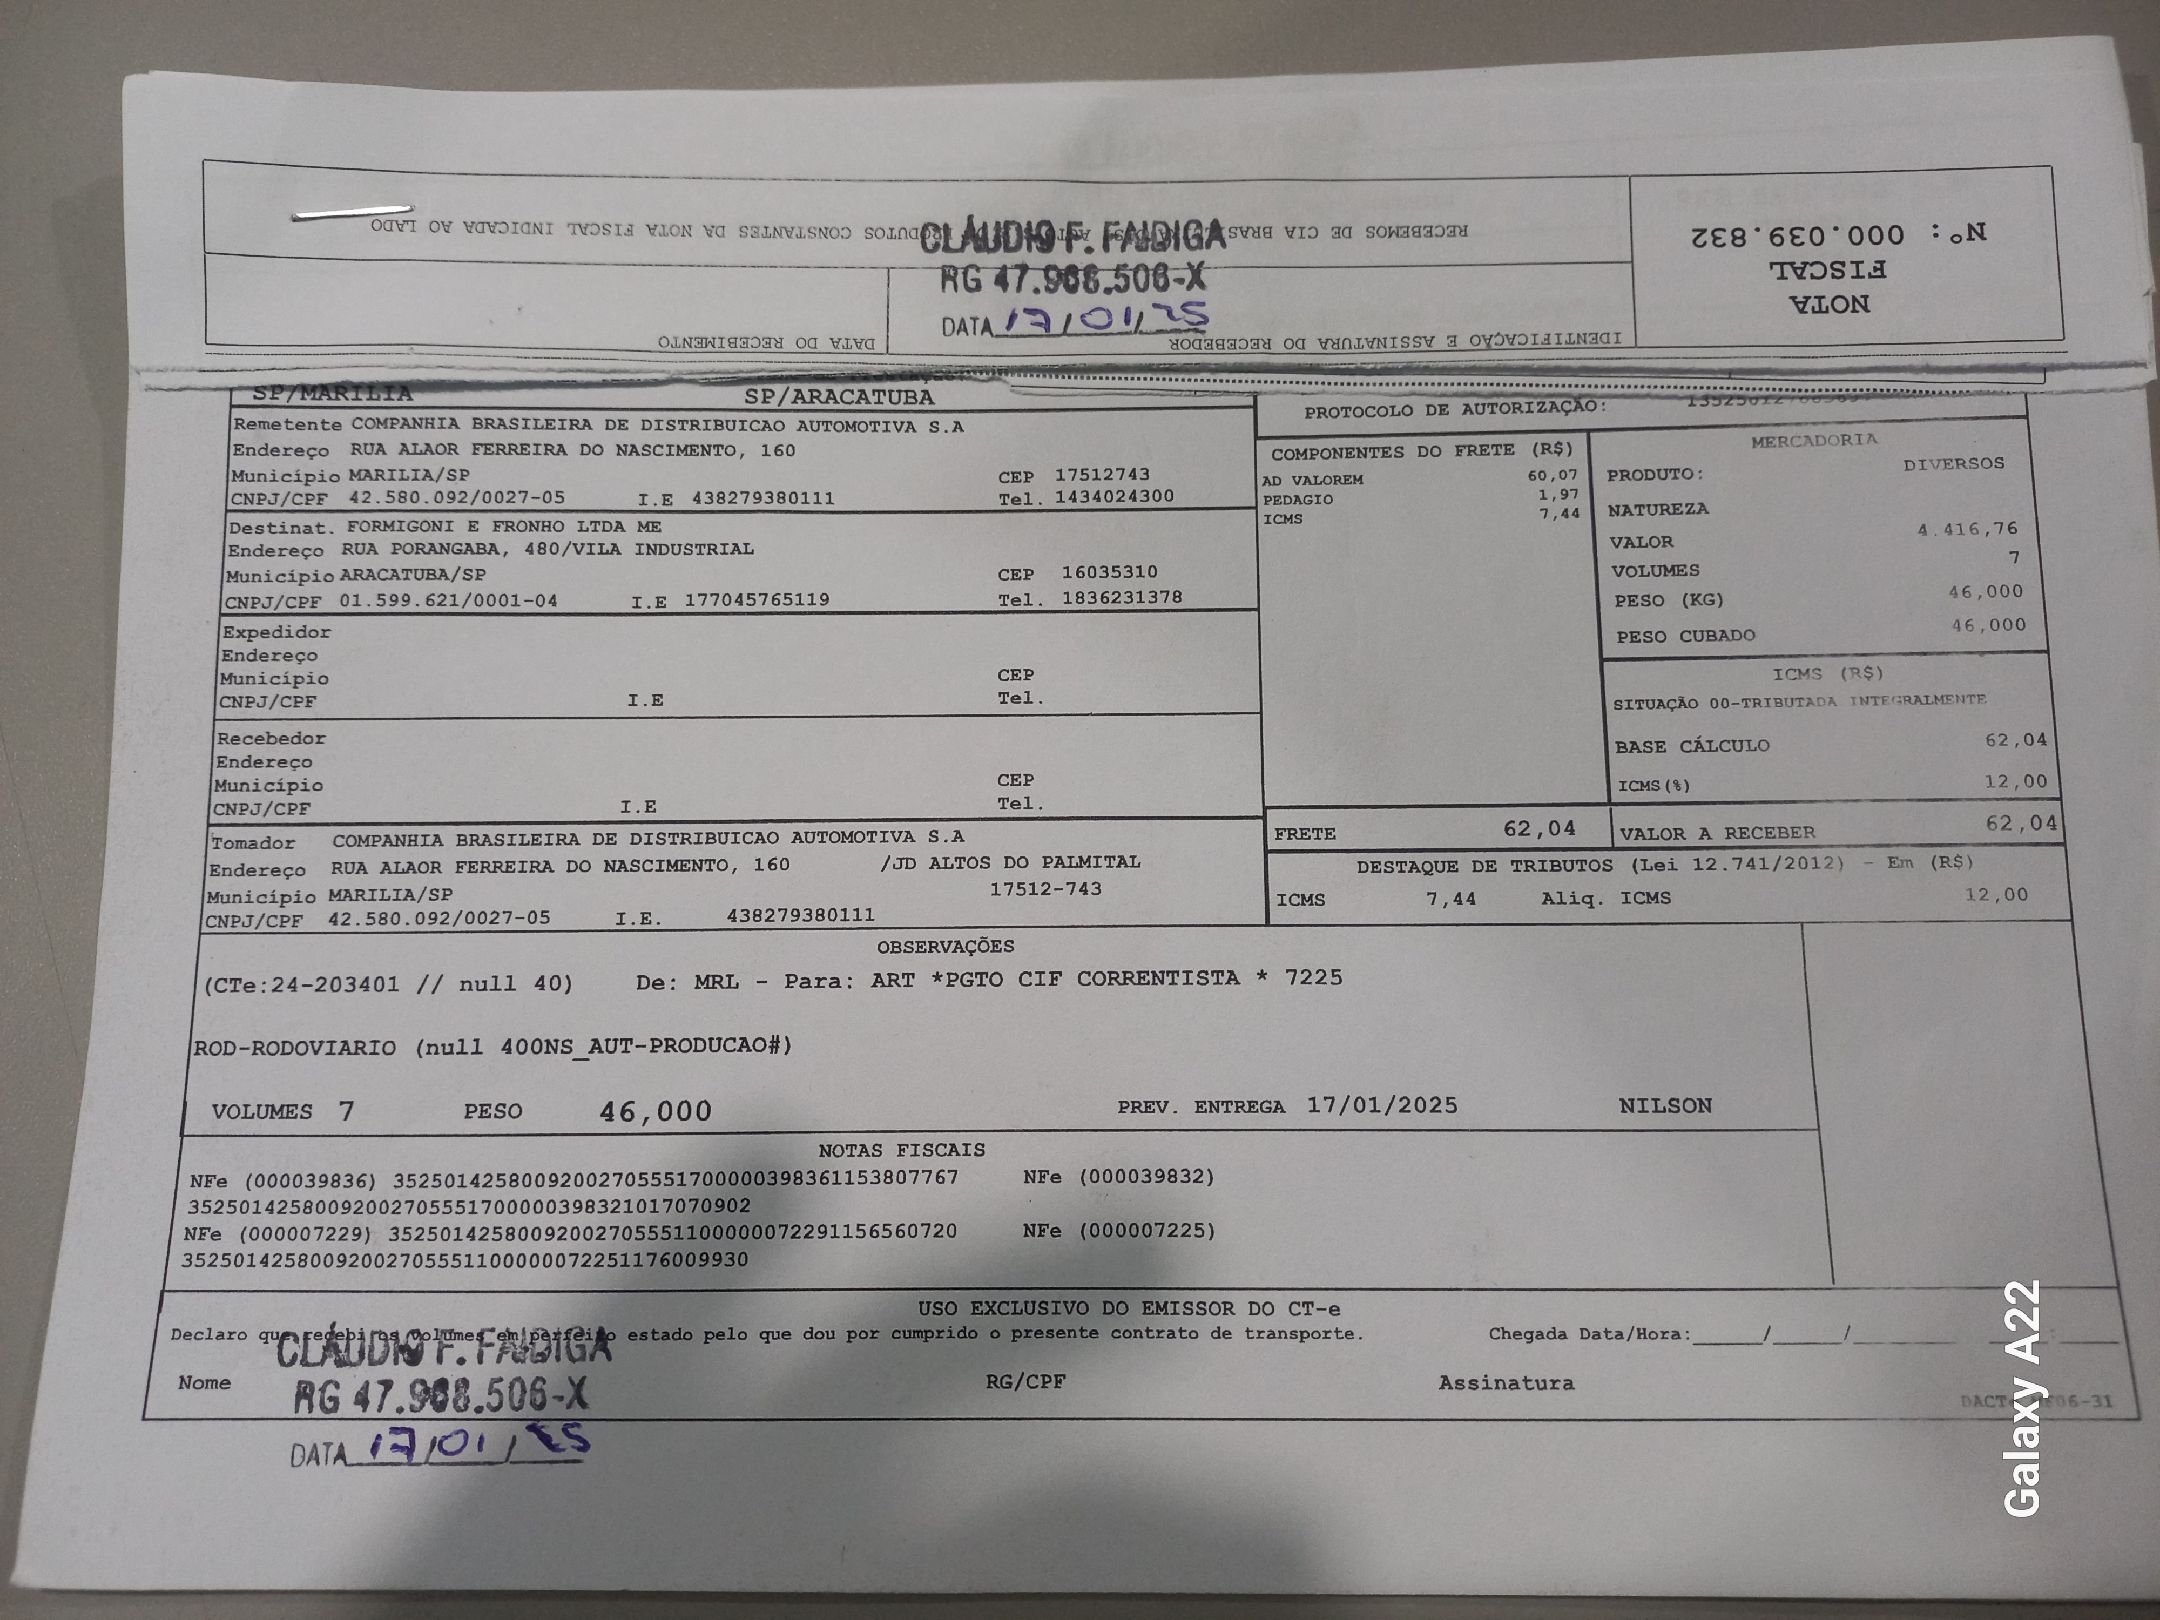 RECEBEMOS DE CIA BRASIL PRODUTOS CONSTANTES DA NOTA FISCAL INDICADA AO LADO
CLÁUDIO F. FADIGA
RG 47.988.506-X
DATA 17/01/25
DATA DO RECEBIMENTO
IDENTIFICAÇÃO E ASSINATURA DO RECEBEDOR
NOTA
FISCAL
Nº: 000.039.832
SP/MARILIA SP/ARACATUBA
Remetente COMPANHIA BRASILEIRA DE DISTRIBUICAO AUTOMOTIVA S.A
Endereço RUA ALAOR FERREIRA DO NASCIMENTO, 160
Município MARILIA/SP CEP 17512743
CNPJ/CPF 42.580.092/0027-05 I.E 438279380111 Tel. 1434024300
Destinat. FORMIGONI E FRONHO LTDA ME
Endereço RUA PORANGABA, 480/VILA INDUSTRIAL
Município ARACATUBA/SP CEP 16035310
CNPJ/CPF 01.599.621/0001-04 I.E 177045765119 Tel. 1836231378
Expedidor
Endereço
Município CEP
CNPJ/CPF I.E Tel.
Recebedor
Endereço
Município CEP
CNPJ/CPF I.E Tel.
Tomador COMPANHIA BRASILEIRA DE DISTRIBUICAO AUTOMOTIVA S.A
Endereço RUA ALAOR FERREIRA DO NASCIMENTO, 160 /JD ALTOS DO PALMITAL
Município MARILIA/SP 17512-743
CNPJ/CPF 42.580.092/0027-05 I.E. 438279380111
PROTOCOLO DE AUTORIZAÇÃO:
COMPONENTES DO FRETE (R$)
AD VALOREM 60,07
PEDAGIO 1,97
ICMS 7,44
MERCADORIA
PRODUTO: DIVERSOS
NATUREZA
VALOR 4.416,76
VOLUMES 7
PESO (KG) 46,000
PESO CUBADO 46,000
ICMS (R$)
SITUAÇÃO 00-TRIBUTADA INTEGRALMENTE
BASE CÁLCULO 62,04
ICMS(%) 12,00
FRETE 62,04 VALOR A RECEBER 62,04
DESTAQUE DE TRIBUTOS (Lei 12.741/2012) - Em (R$)
ICMS 7,44 Aliq. ICMS 12,00
OBSERVAÇÕES
(CTe:24-203401 // null 40) De: MRL - Para: ART *PGTO CIF CORRENTISTA * 7225
ROD-RODOVIARIO (null 400NS_AUT-PRODUCAO#)
VOLUMES 7 PESO 46,000 PREV. ENTREGA 17/01/2025 NILSON
NOTAS FISCAIS
NFe (000039836) 35250142580092002705551700000398361153807767 NFe (000039832)
35250142580092002705551700000398321017070902
NFe (000007229) 35250142580092002705551100000072291156560720 NFe (000007225)
35250142580092002705551100000072251176009930
USO EXCLUSIVO DO EMISSOR DO CT-e
Declaro que recebi os volumes em perfeito estado pelo que dou por cumprido o presente contrato de transporte. Chegada Data/Hora:______/______/______ ____:____
CLÁUDIO F. FADIGA
Nome RG/CPF Assinatura
RG 47.988.506-X
DATA 17/01/25
Galaxy A22